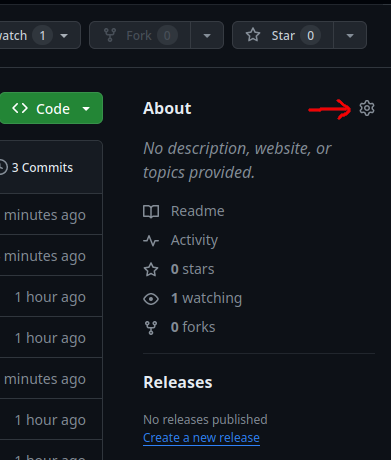 atch 1
Fork 0
Star 0
Code
About
No description, website, or
topics provided.
3 Commits
Readme
minutes ago
Activity
minutes ago
0 stars
1 hour ago
1 watching
0 forks
1 hour ago
minutes ago
Releases
1 hour ago
No releases published
Create a new release
1 hour ago